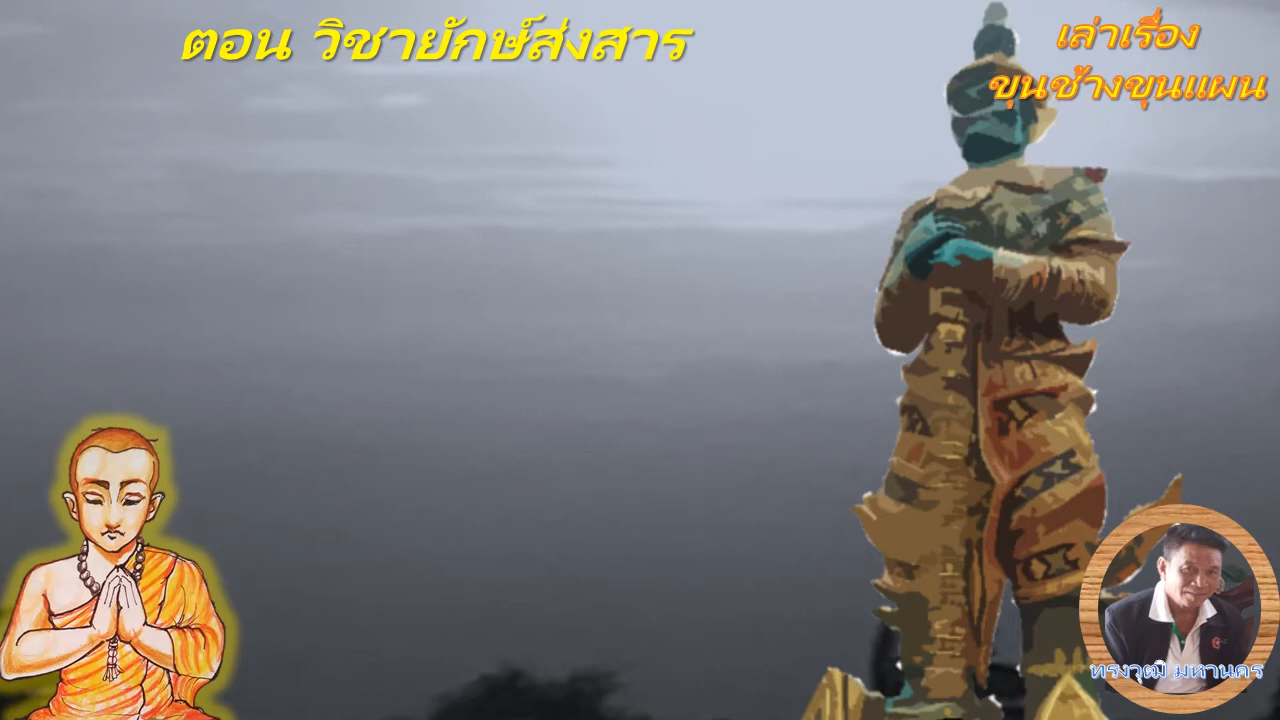 ตอน วิชายักษ์ส่งสาร
เล่าเรื่อง
ขุนช้างขุนแผน
ทรงวุฒิ มหานคร